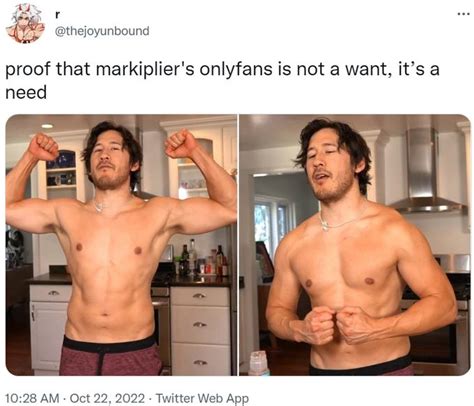 r
@thejoyunbound
proof that markiplier's onlyfans is not a want, it's a
need
10:28 AM · Oct 22, 2022 · Twitter Web App